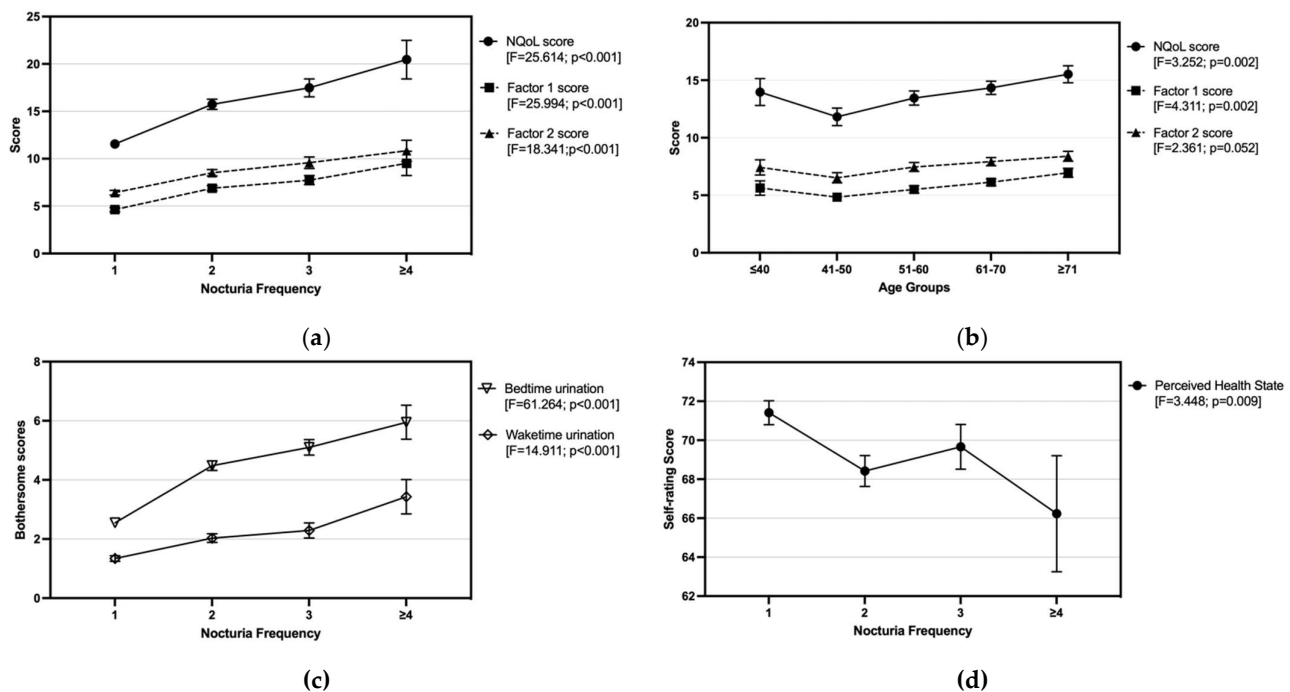 25
20
15
10
5
0
Score
1
2
3
≥4
Nocturia Frequency
NQoL score
[F=25.614; p<0.001]
Factor 1 score
[F=25.994; p<0.001]
Factor 2 score
[F=18.341;p<0.001]
(a)
20
15
10
5
0
Score
≤40
41-50
51-60
61-70
≥71
Age Groups
NQoL score
[F=3.252; p=0.002]
Factor 1 score
[F=4.311; p=0.002]
Factor 2 score
[F=2.361; p=0.052]
(b)
8
6
4
2
0
Bothersome scores
1
2
3
≥4
Nocturia Frequency
Bedtime urination
[F=61.264; p<0.001]
Waketime urination
[F=14.911; p<0.001]
(c)
74
72
70
68
66
64
62
Self-rating Score
1
2
3
≥4
Nocturia Frequency
Perceived Health State
[F=3.448; p=0.009]
(d)